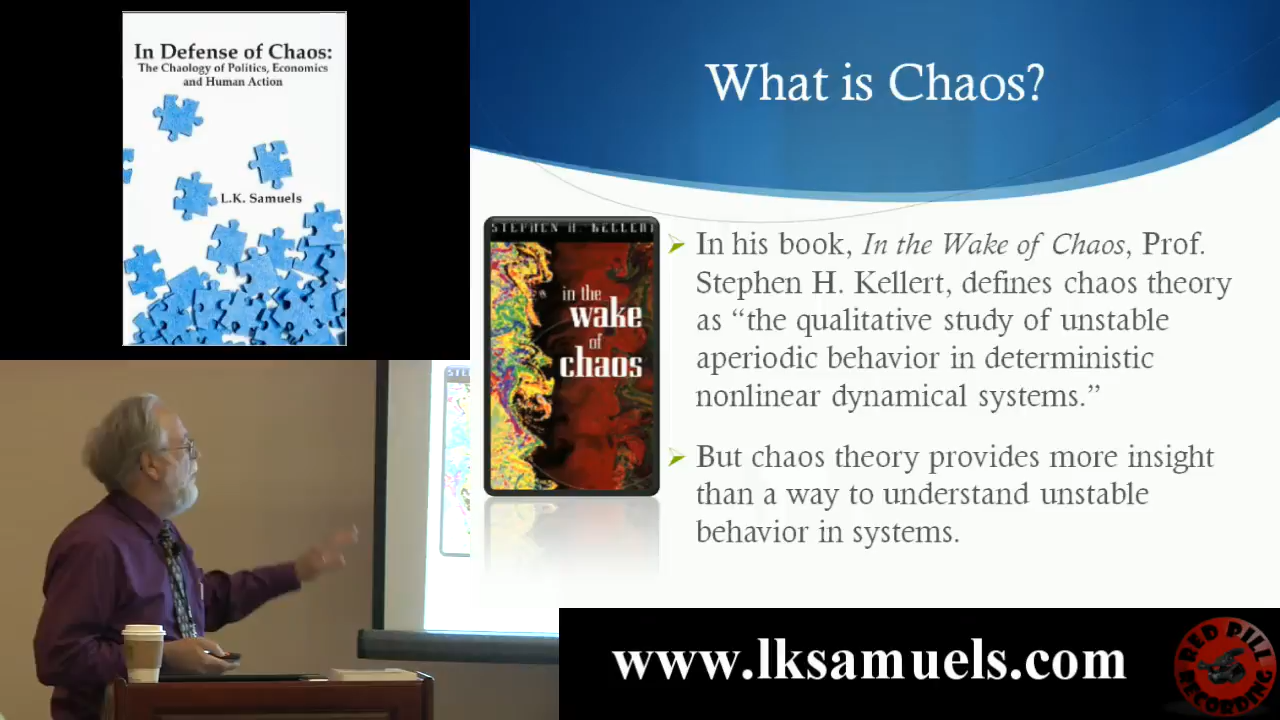 In Defense of Chaos:
The Chaology of Politics, Economics
and Human Action
L.K. Samuels
What is Chaos?
STEPHEN H. KELLERT
in the
wake
of
chaos
In his book, In the Wake of Chaos, Prof.
Stephen H. Kellert, defines chaos theory
as “the qualitative study of unstable
aperiodic behavior in deterministic
nonlinear dynamical systems.”
But chaos theory provides more insight
than a way to understand unstable
behavior in systems.
www.lksamuels.com
RED PILL
RECORDING